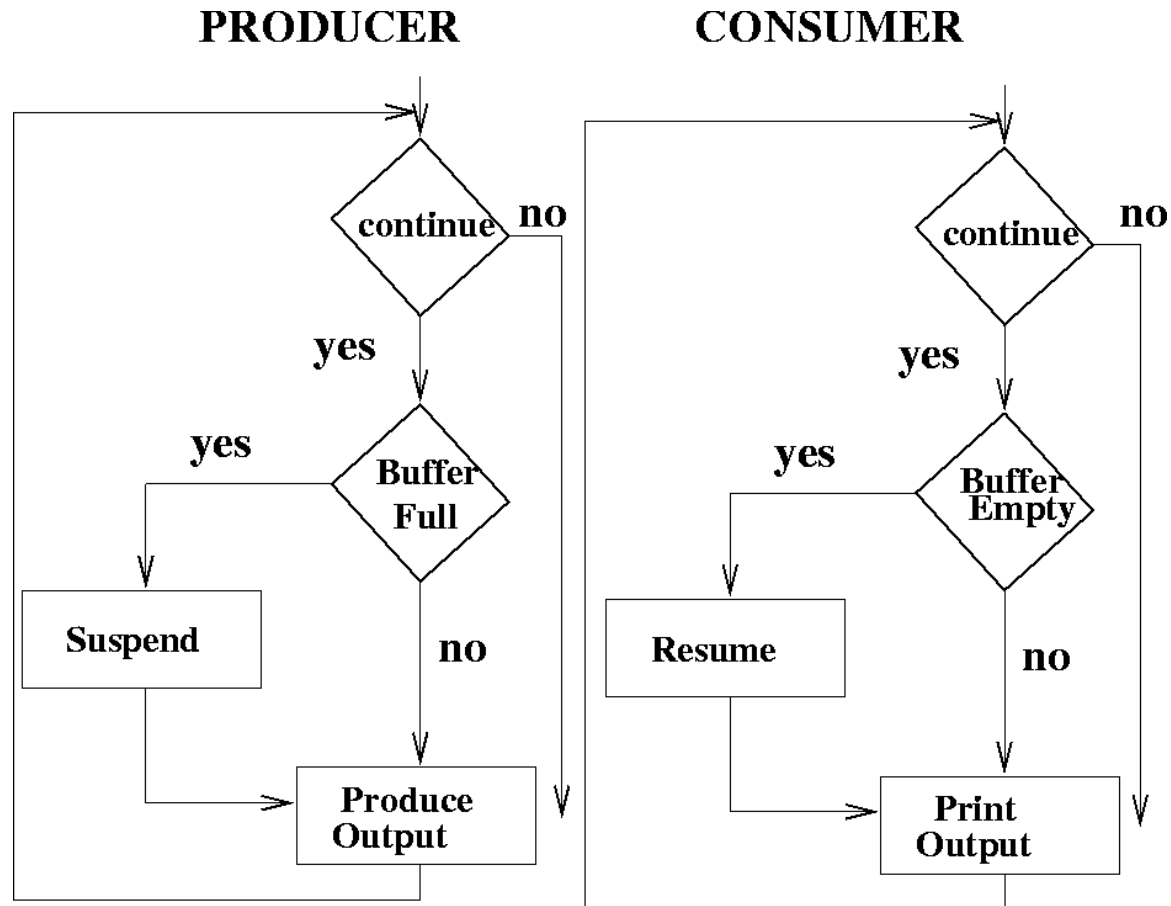 PRODUCER
continue
no
yes
yes
Buffer
Full
Suspend
no
Produce
Output
CONSUMER
continue
no
yes
yes
Buffer
Empty
Resume
no
Print
Output